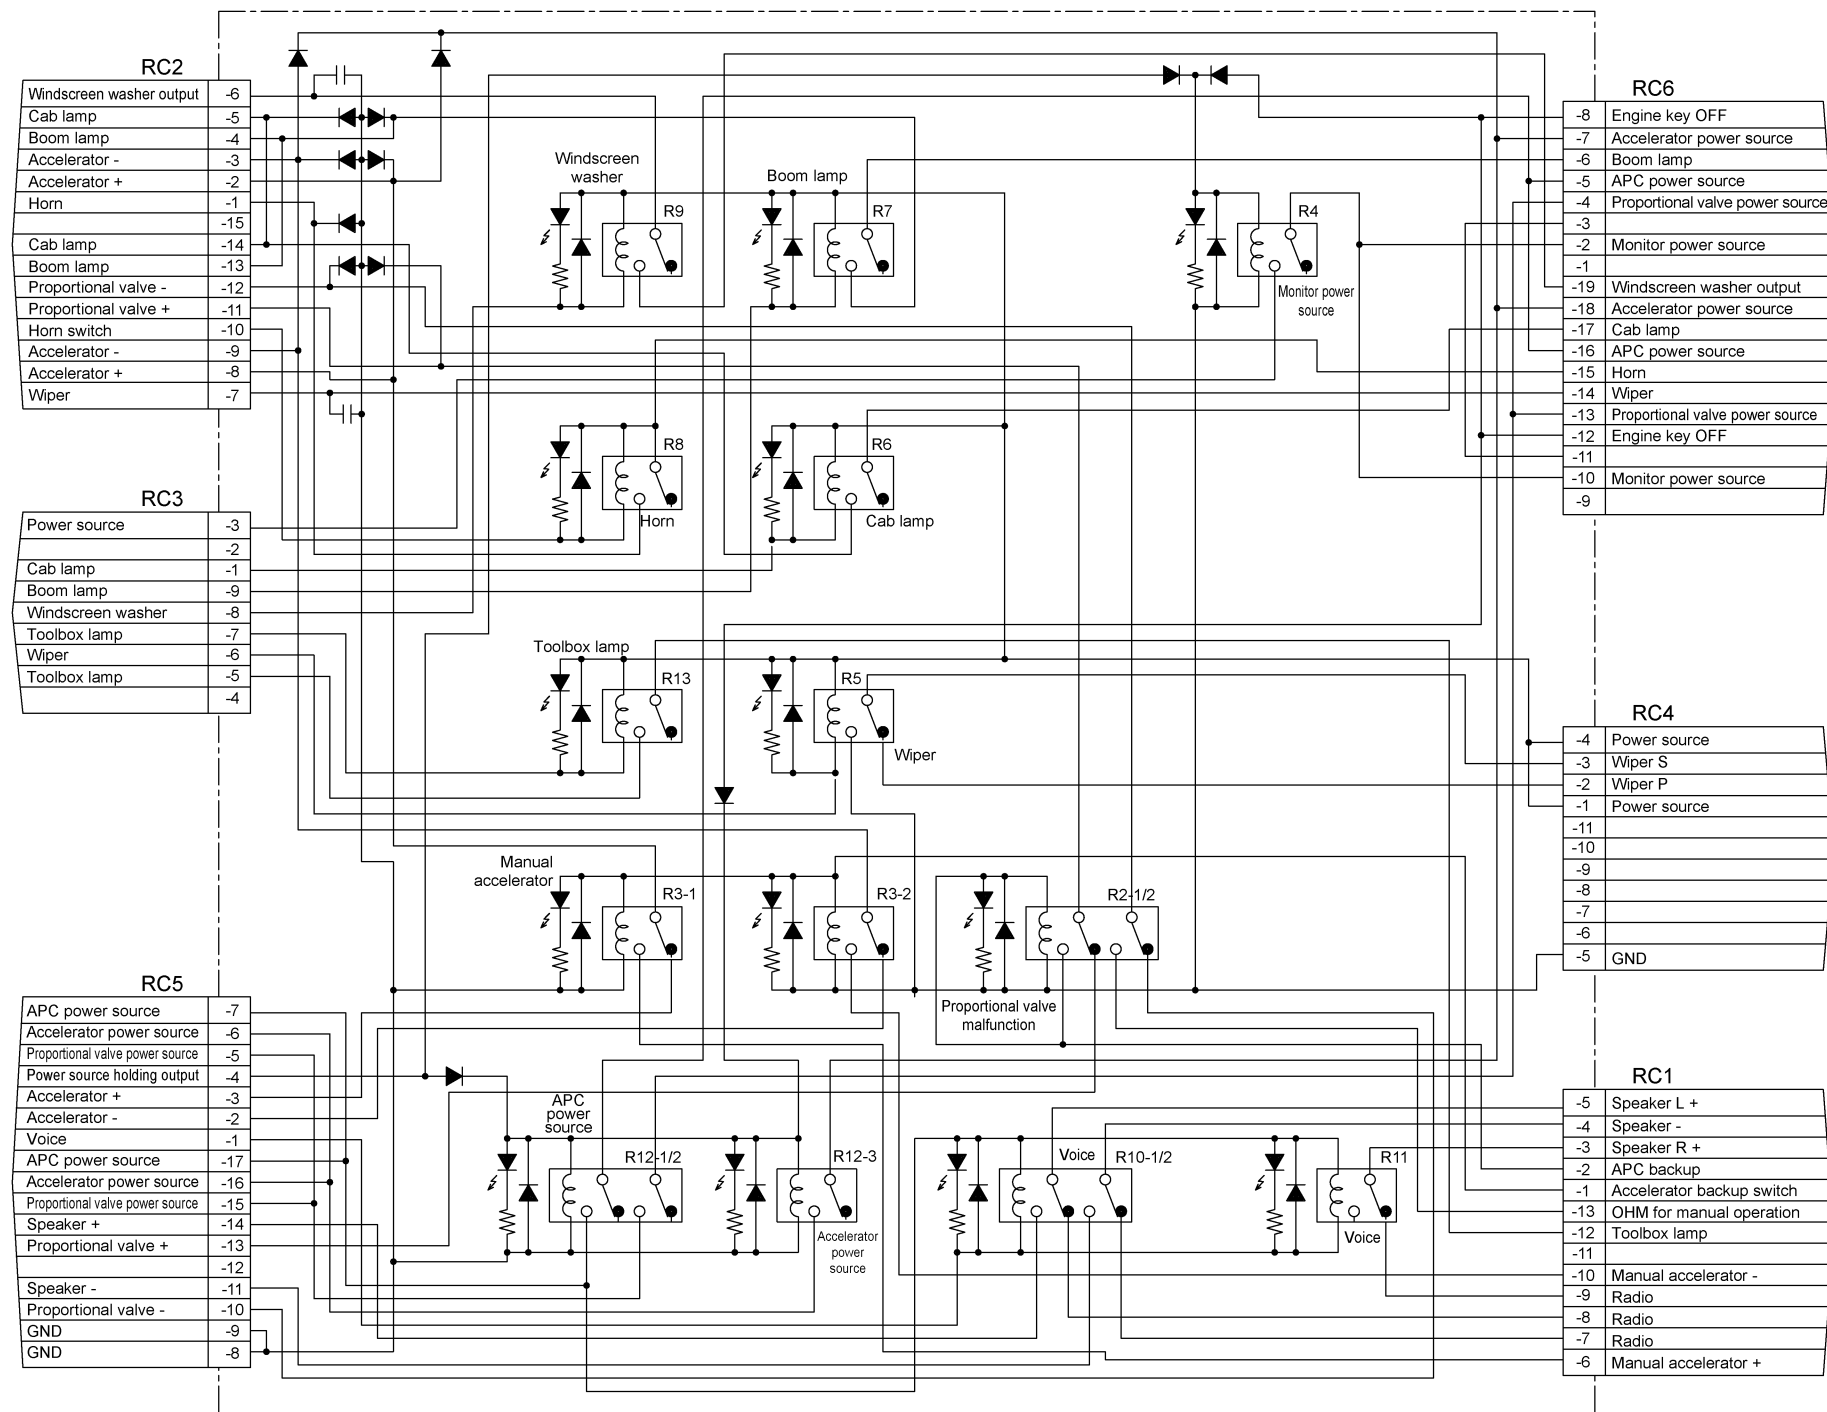 RC2
Windscreen washer output -6
Cab lamp -5
Boom lamp -4
Accelerator - -3
Accelerator + -2
Horn -1
-15
Cab lamp -14
Boom lamp -13
Proportional valve - -12
Proportional valve + -11
Horn switch -10
Accelerator - -9
Accelerator + -8
Wiper -7
RC3
Power source -3
-2
Cab lamp -1
Boom lamp -9
Windscreen washer -8
Toolbox lamp -7
Wiper -6
Toolbox lamp -5
-4
RC5
APC power source -7
Accelerator power source -6
Proportional valve power source -5
Power source holding output -4
Accelerator + -3
Accelerator - -2
Voice -1
APC power source -17
Accelerator power source -16
Proportional valve power source -15
Speaker + -14
Proportional valve + -13
-12
Speaker - -11
Proportional valve - -10
GND -9
GND -8
Windscreen
washer
R9
Boom lamp
R7
R4
Monitor power
source
R8
Horn
R6
Cab lamp
Toolbox lamp
R13
R5
Wiper
Manual
accelerator
R3-1
R3-2
R2-1/2
Proportional valve
malfunction
APC
power
source
R12-1/2
R12-3
Accelerator
power
source
Voice
R10-1/2
R11
Voice
RC6
-8 Engine key OFF
-7 Accelerator power source
-6 Boom lamp
-5 APC power source
-4 Proportional valve power source
-3
-2 Monitor power source
-1
-19 Windscreen washer output
-18 Accelerator power source
-17 Cab lamp
-16 APC power source
-15 Horn
-14 Wiper
-13 Proportional valve power source
-12 Engine key OFF
-11
-10 Monitor power source
-9
RC4
-4 Power source
-3 Wiper S
-2 Wiper P
-1 Power source
-11
-10
-9
-8
-7
-6
-5 GND
RC1
-5 Speaker L +
-4 Speaker -
-3 Speaker R +
-2 APC backup
-1 Accelerator backup switch
-13 OHM for manual operation
-12 Toolbox lamp
-11
-10 Manual accelerator -
-9 Radio
-8 Radio
-7 Radio
-6 Manual accelerator +